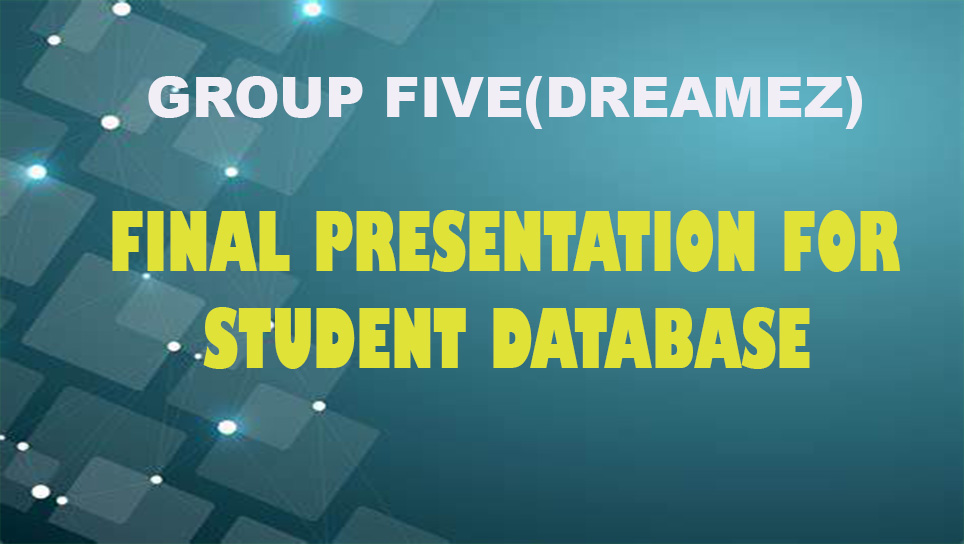 GROUP FIVE(DREAMEZ)
FINAL PRESENTATION FOR
STUDENT DATABASE